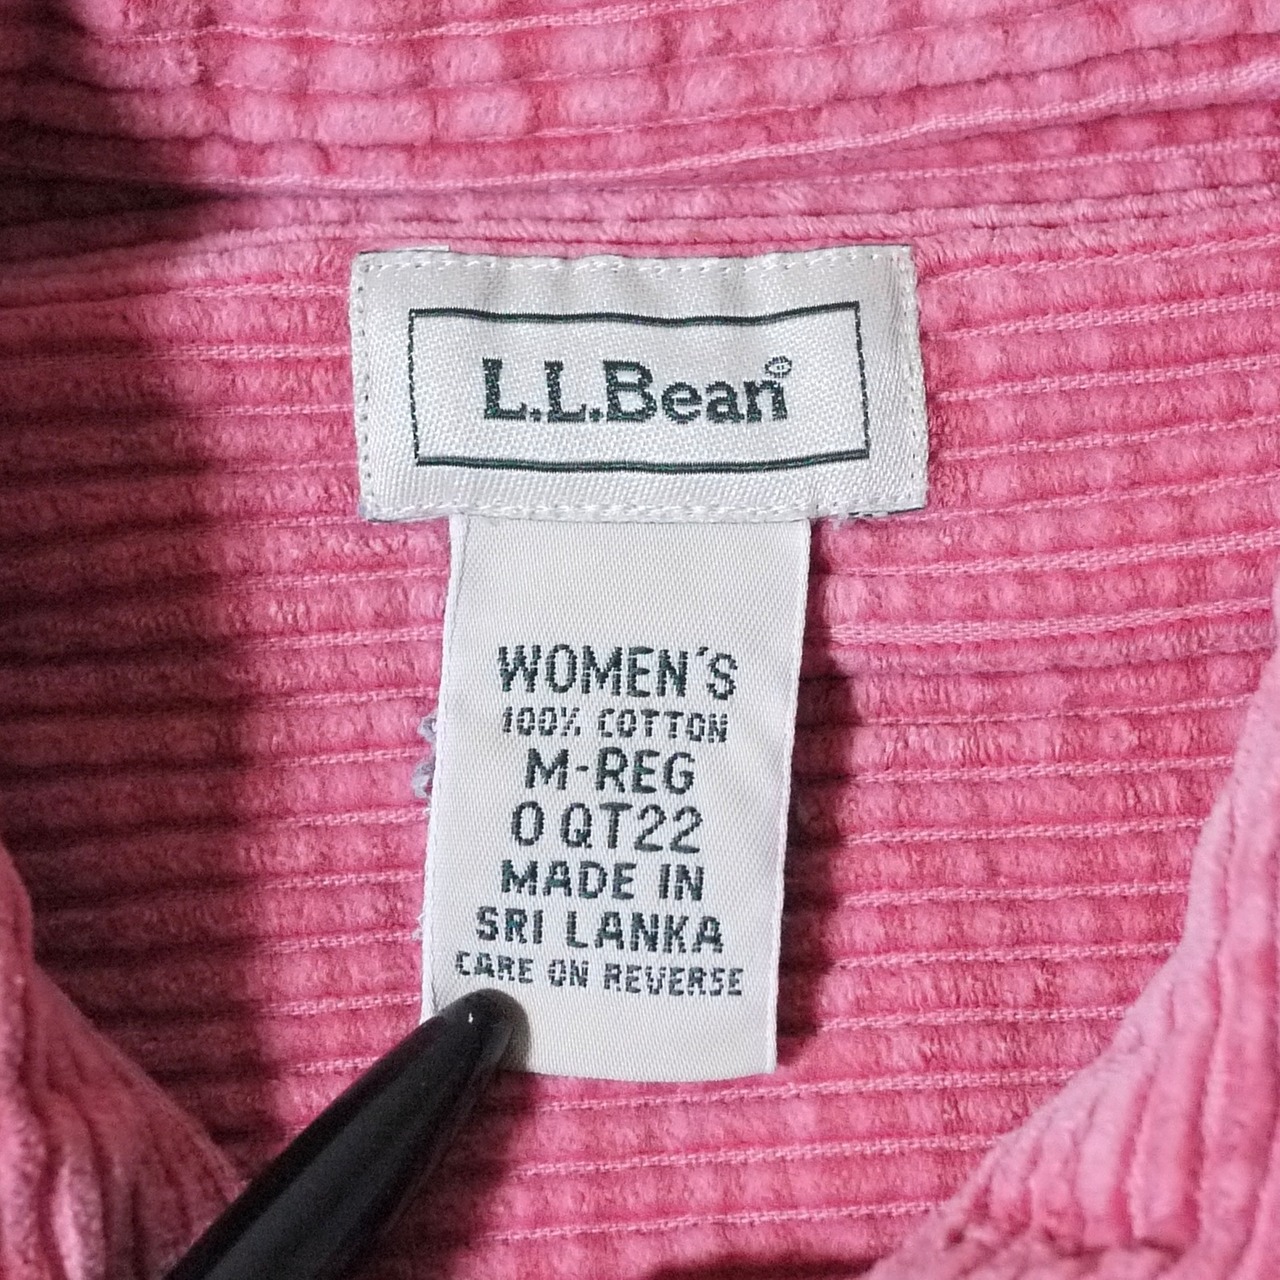 L.L.Bean®
WOMEN'S
100% COTTON
M-REG
0 QT22
MADE IN
SRI LANKA
CARE ON REVERSE